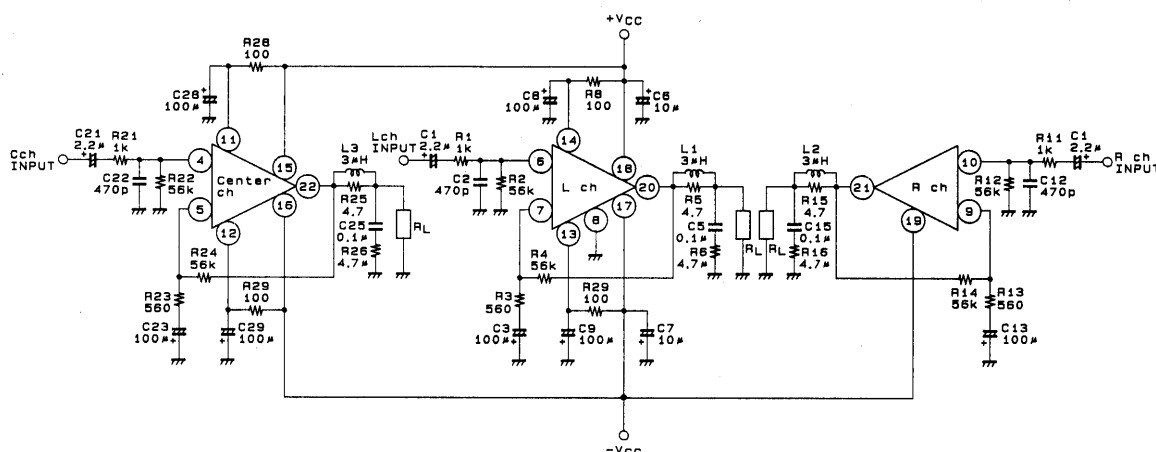 +VCC
R28
100
C28
100μ
+
11
15
C21
2.2μ
+
R21
1k
Cch
INPUT
4
C22
470p
R22
56k
Center
ch
5
22
16
12
L3
3μH
R25
4.7
C25
0.1μ
R26
4.7μ
RL
R24
56k
R23
560
C23
100μ
+
R29
100
C29
100μ
+
C8
100μ
+
R8
100
C6
10μ
+
14
18
Lch
INPUT
C1
2.2μ
+
R1
1k
6
C2
470p
R2
56k
L ch
7
20
17
8
13
L1
3μH
R5
4.7
C5
0.1μ
R6
4.7μ
RL
R4
56k
R3
560
C3
100μ
+
R29
100
C9
100μ
+
C7
10μ
+
L2
3μH
R15
4.7
C15
0.1μ
R16
4.7μ
RL
21
R ch
10
9
19
R11
1k
C1
2.2μ
+
R ch
INPUT
R12
56k
C12
470p
R14
56k
R13
560
C13
100μ
+
-VCC